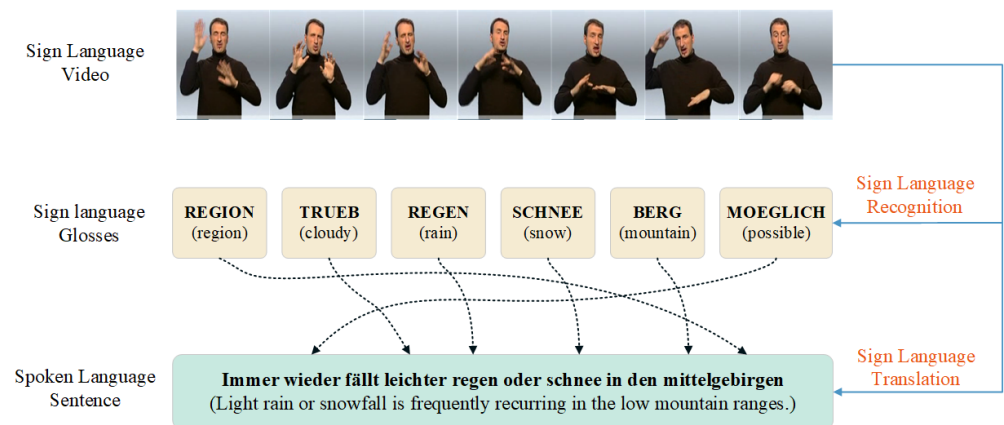 Sign Language
Video
Sign language
Glosses
REGION
(region)
TRUEB
(cloudy)
REGEN
(rain)
SCHNEE
(snow)
BERG
(mountain)
MOEGLICH
(possible)
Sign Language
Recognition
Spoken Language
Sentence
Immer wieder fällt leichter regen oder schnee in den mittelgebirgen
(Light rain or snowfall is frequently recurring in the low mountain ranges.)
Sign Language
Translation